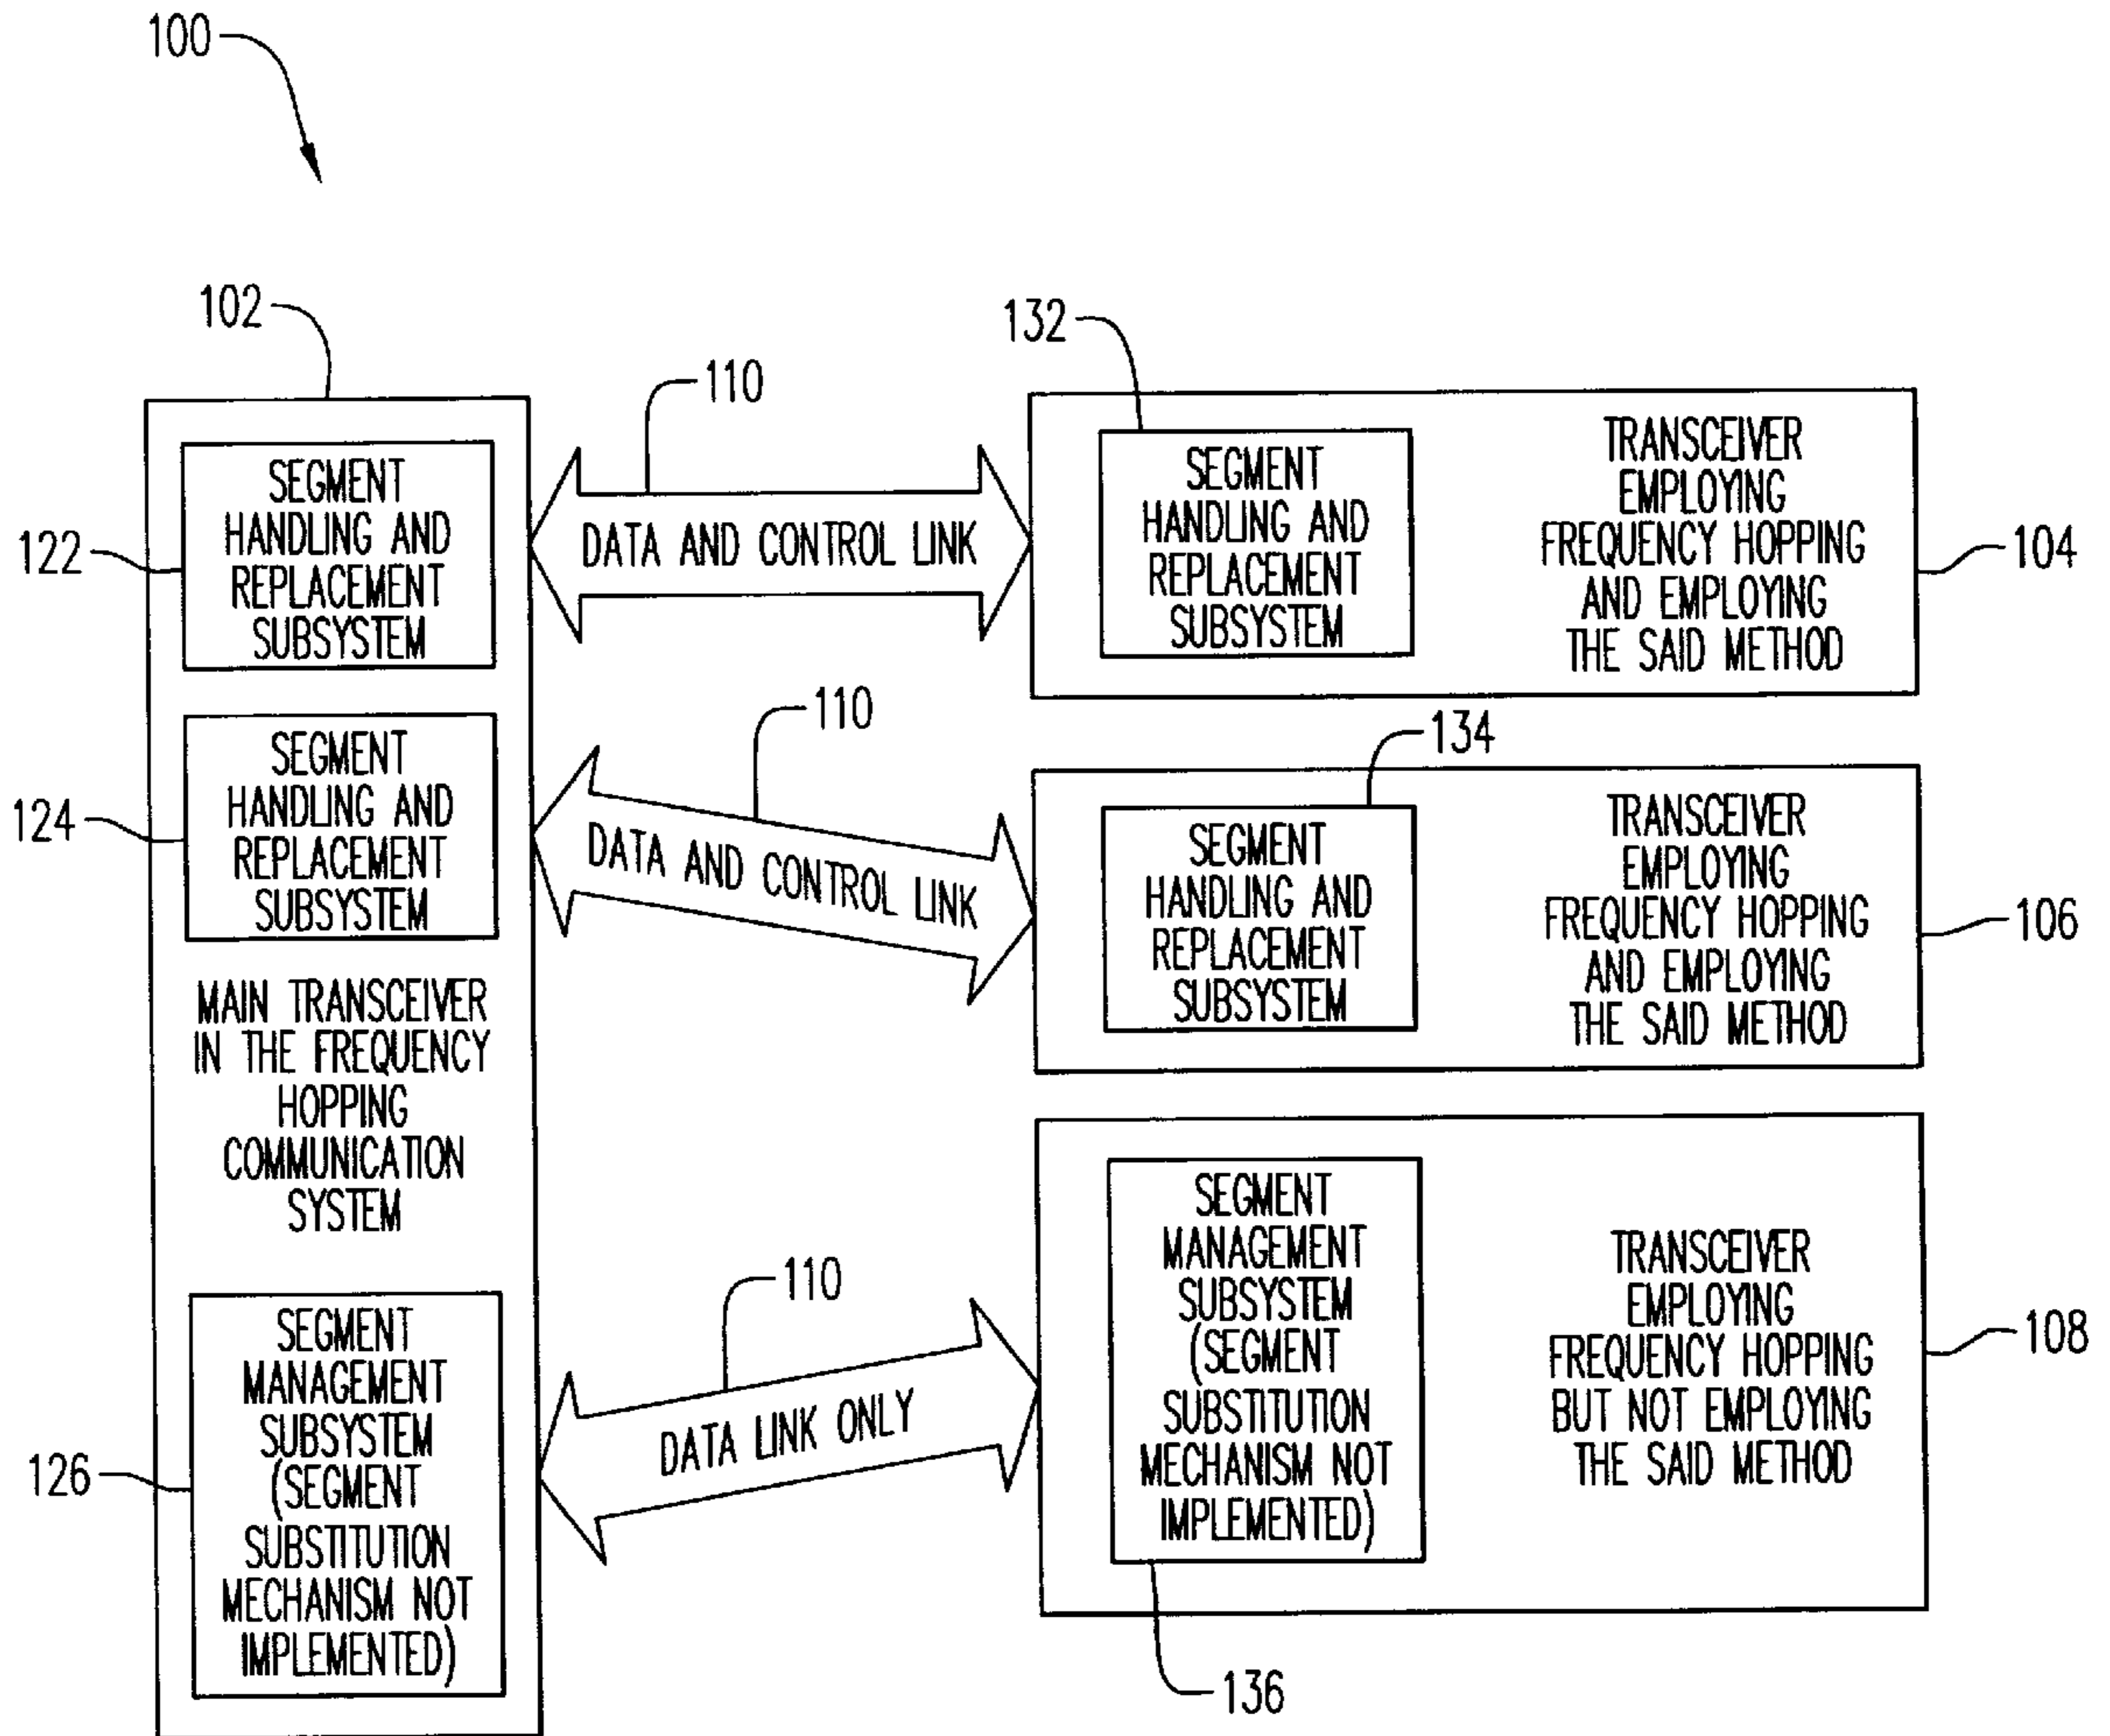 100
102
SEGMENT
HANDLING AND
REPLACEMENT
SUBSYSTEM
122
SEGMENT
HANDLING AND
REPLACEMENT
SUBSYSTEM
124
MAIN TRANSCEIVER
IN THE FREQUENCY
HOPPING
COMMUNICATION
SYSTEM
SEGMENT
MANAGEMENT
SUBSYSTEM
(SEGMENT
SUBSTITUTION
MECHANISM NOT
IMPLEMENTED)
126
110
DATA AND CONTROL LINK
110
DATA AND CONTROL LINK
110
DATA LINK ONLY
132
SEGMENT
HANDLING AND
REPLACEMENT
SUBSYSTEM
TRANSCEIVER
EMPLOYING
FREQUENCY HOPPING
AND EMPLOYING
THE SAID METHOD
104
134
SEGMENT
HANDLING AND
REPLACEMENT
SUBSYSTEM
TRANSCEIVER
EMPLOYING
FREQUENCY HOPPING
AND EMPLOYING
THE SAID METHOD
106
SEGMENT
MANAGEMENT
SUBSYSTEM
(SEGMENT
SUBSTITUTION
MECHANISM NOT
IMPLEMENTED)
136
TRANSCEIVER
EMPLOYING
FREQUENCY HOPPING
BUT NOT EMPLOYING
THE SAID METHOD
108